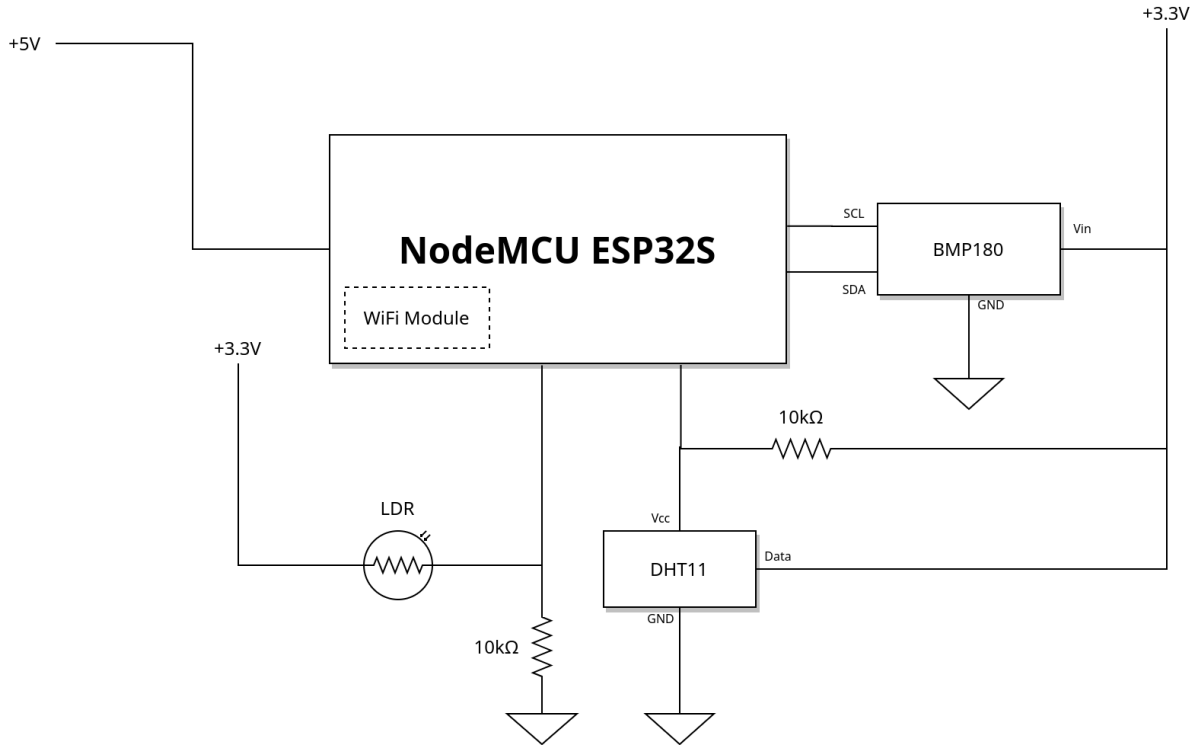 +3.3V
+5V
SCL
Vin
NodeMCU ESP32S
BMP180
SDA
GND
WiFi Module
+3.3V
10kΩ
LDR
Vcc
Data
DHT11
GND
10kΩ